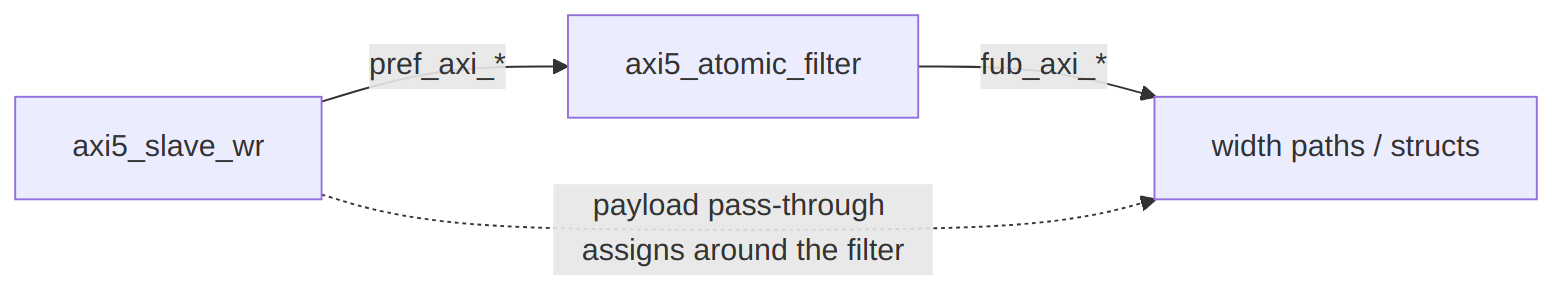 axi5_slave_wr
pref_axi_*
axi5_atomic_filter
fub_axi_*
width paths / structs
payload pass-through
assigns around the filter